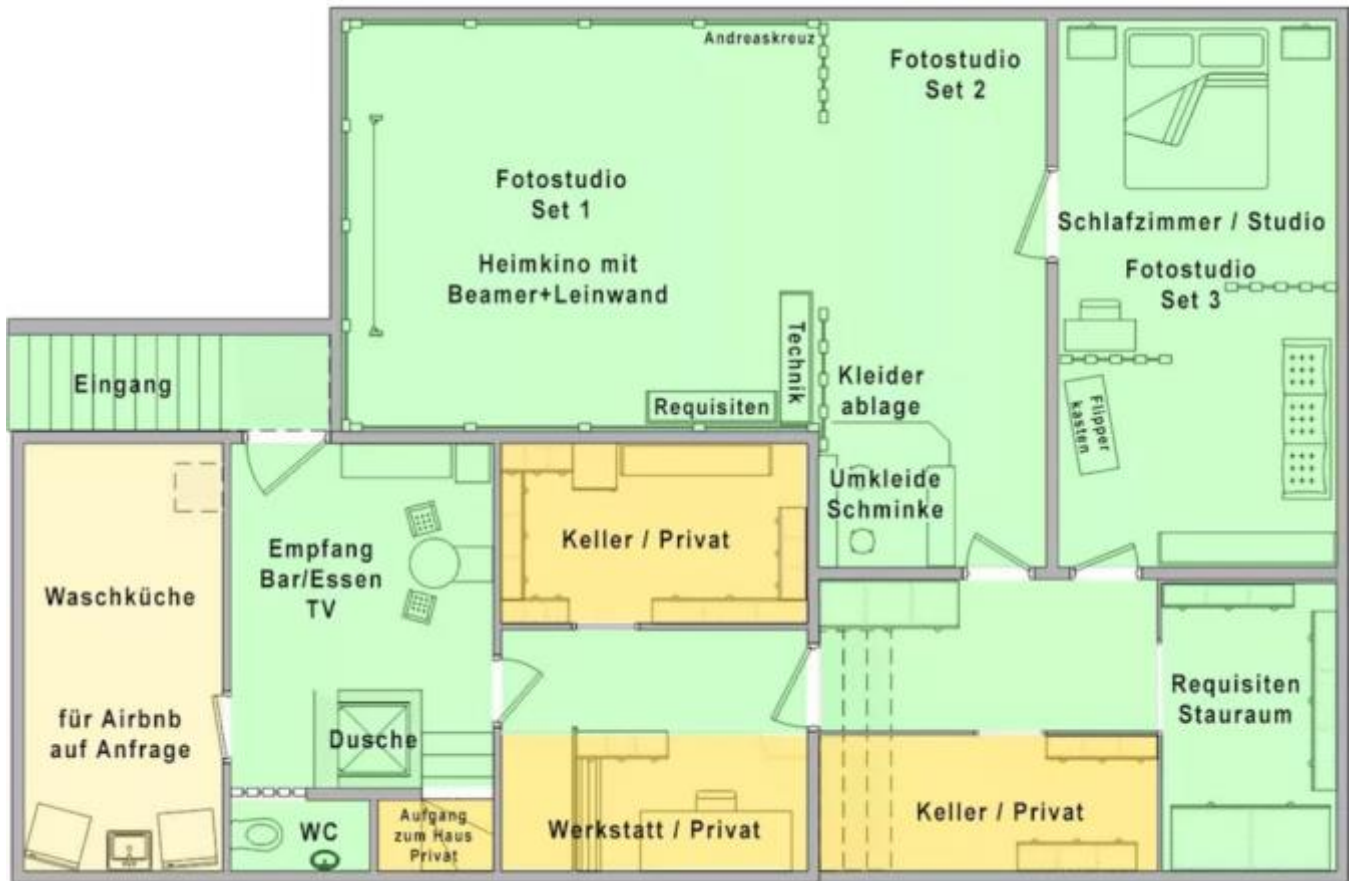 Andreaskreuz
Fotostudio
Set 2
Fotostudio
Set 1
Heimkino mit
Beamer+Leinwand
Schlafzimmer / Studio
Fotostudio
Set 3
Technik
Requisiten
Kleider
ablage
Flipper
kasten
Eingang
Umkleide
Schminke
Keller / Privat
Empfang
Bar/Essen
TV
Waschküche
für Airbnb
auf Anfrage
Dusche
Requisiten
Stauraum
WC
Aufgang
zum Haus
Privat
Werkstatt / Privat
Keller / Privat